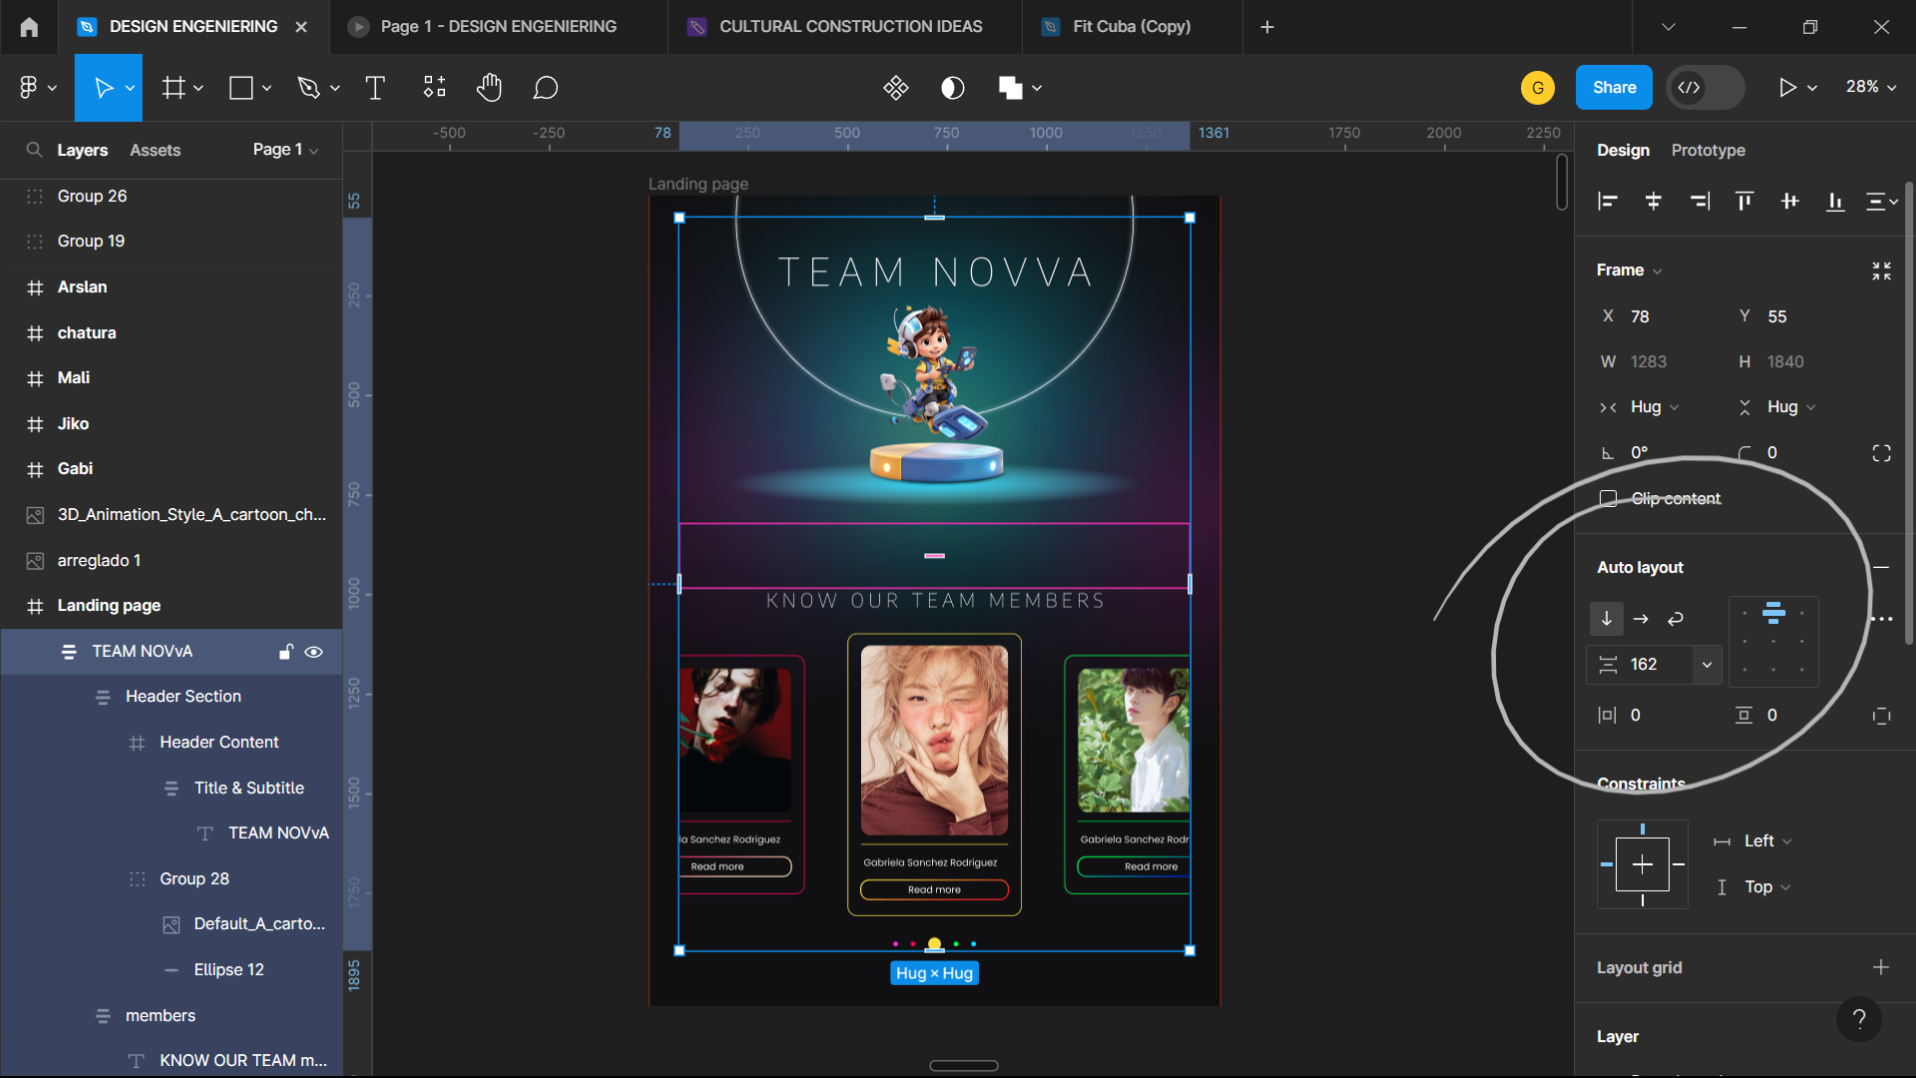 DESIGN ENGENIERING
Page 1 - DESIGN ENGENIERING
CULTURAL CONSTRUCTION IDEAS
Fit Cuba (Copy)
G
Share
28%
Layers
Assets
Page 1
Group 26
Group 19
Arslan
chatura
Mali
Jiko
Gabi
3D_Animation_Style_A_cartoon_ch...
arreglado 1
Landing page
TEAM NOVvA
Header Section
Header Content
Title & Subtitle
TEAM NOVvA
Group 28
Default_A_carto...
Ellipse 12
members
KNOW OUR TEAM m...
-500
-250
78
250
500
750
1000
1250
1361
1750
2000
2250
55
250
500
750
1000
1250
1500
1750
1895
Landing page
TEAM NOVVA
KNOW OUR TEAM MEMBERS
la Sanchez Rodriguez
Read more
Gabriela Sanchez Rodriguez
Read more
Gabriela Sanchez Rodr
Read more
Hug × Hug
Design
Prototype
Frame
X 78
Y 55
W 1283
H 1840
Hug
Hug
0°
0
Clip content
Auto layout
162
0
0
Constraints
Left
Top
Layout grid
Layer
?